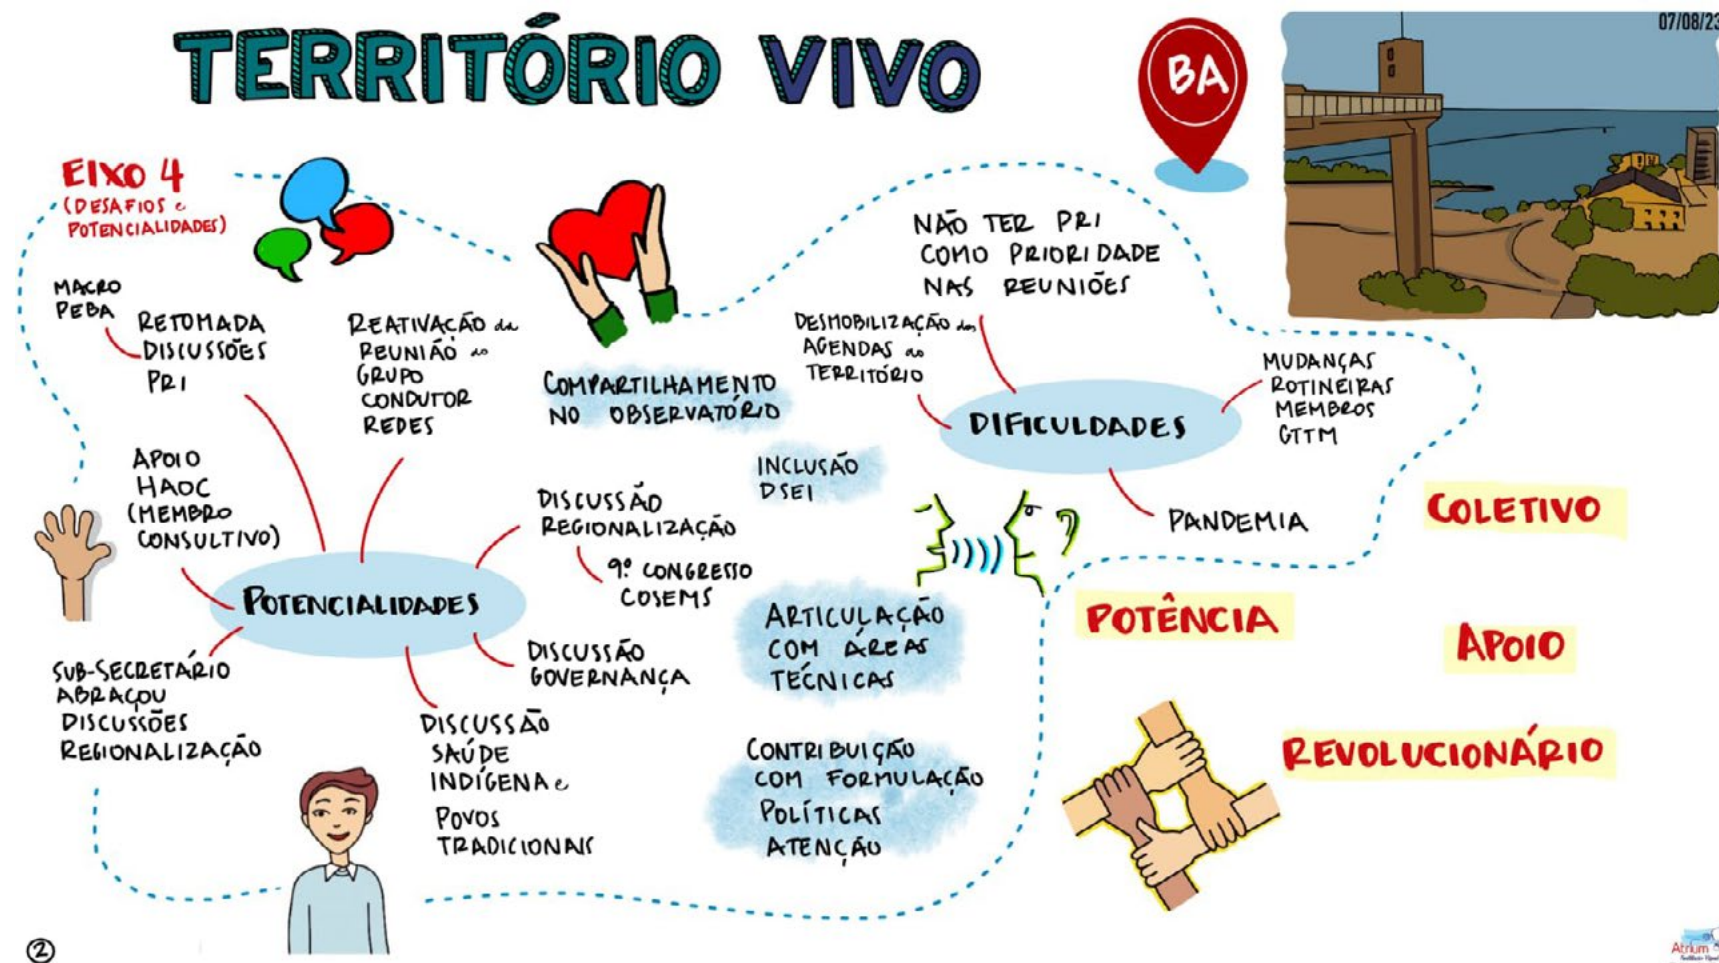 TERRITÓRIO VIVO
BA
07/08/23
EIXO 4
(DESAFIOS e
POTENCIALIDADES)
MACRO
PEBA
RETOMADA
DISCUSSÕES
PRI
REATIVAÇÃO da
REUNIÃO do
GRUPO
CONDUTOR
REDES
APOIO
HAOC
(MEMBRO
CONSULTIVO)
POTENCIALIDADES
SUB-SECRETÁRIO
ABRAÇOU
DISCUSSÕES
REGIONALIZAÇÃO
DISCUSSÃO
SAÚDE
INDÍGENA e
POVOS
TRADICIONAIS
DISCUSSÃO
GOVERNANÇA
DISCUSSÃO
REGIONALIZAÇÃO
9º CONGRESSO
COSEMS
COMPARTILHAMENTO
NO OBSERVATÓRIO
INCLUSÃO
DSEI
ARTICULAÇÃO
COM ÁREAS
TÉCNICAS
CONTRIBUIÇÃO
COM FORMULAÇÃO
POLÍTICAS
ATENÇÃO
NÃO TER PRI
COMO PRIORIDADE
NAS REUNIÕES
DESMOBILIZAÇÃO das
AGENDAS no
TERRITÓRIO
DIFICULDADES
MUDANÇAS
ROTINEIRAS
MEMBROS
GTTM
PANDEMIA
COLETIVO
POTÊNCIA
APOIO
REVOLUCIONÁRIO
2
Atrium